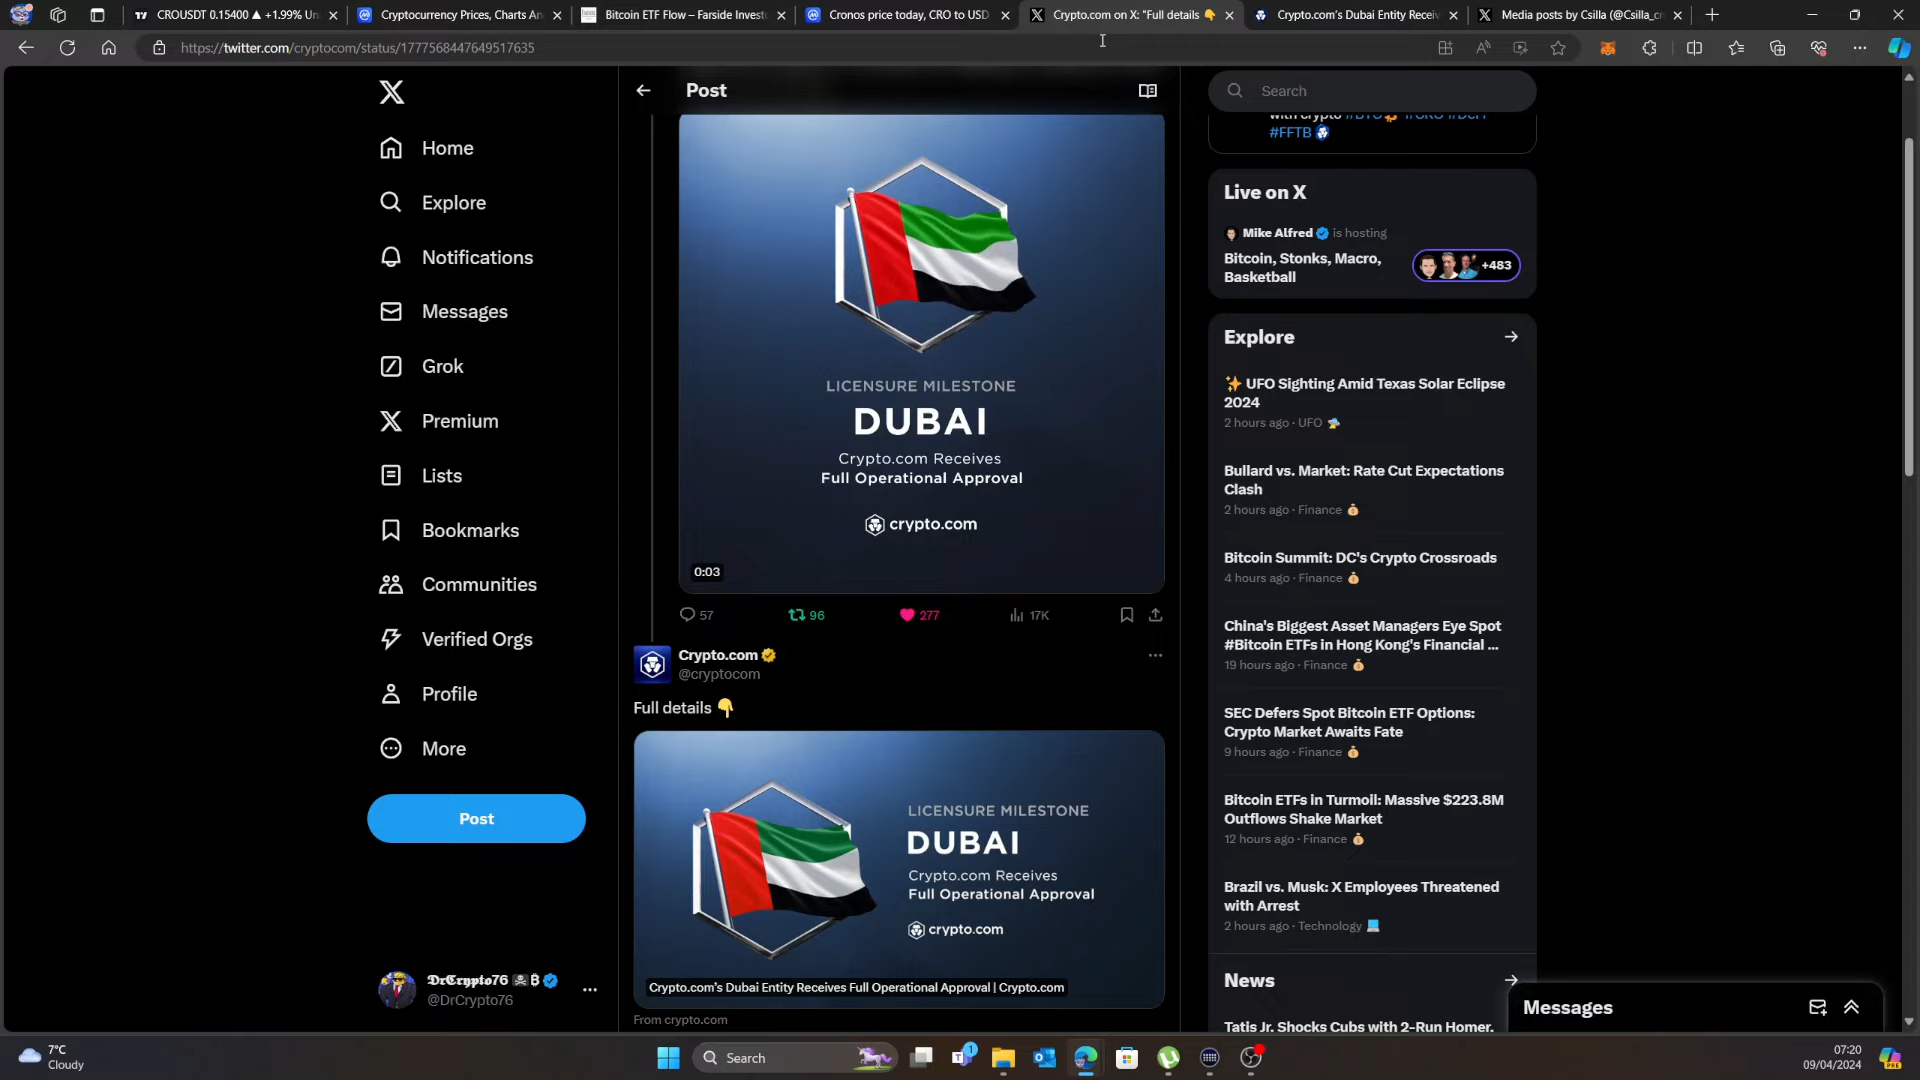 CROUSDT 0.15400 ▲ +1.99% Un
Cryptocurrency Prices, Charts An
Bitcoin ETF Flow – Farside Invest
Cronos price today, CRO to USD
Crypto.com on X: "Full details 👇
Crypto.com's Dubai Entity Receiv
Media posts by Csilla (@Csilla_cr
https://twitter.com/cryptocom/status/1777568447649517635
Home
Explore
Notifications
Messages
Grok
Premium
Lists
Bookmarks
Communities
Verified Orgs
Profile
More
Post
DrCrypto76
@DrCrypto76
Post
LICENSURE MILESTONE
DUBAI
Crypto.com Receives
Full Operational Approval
crypto.com
0:03
57 96 277 17K
Crypto.com
@cryptocom
Full details 👇
LICENSURE MILESTONE
DUBAI
Crypto.com Receives
Full Operational Approval
crypto.com
Crypto.com's Dubai Entity Receives Full Operational Approval | Crypto.com
From crypto.com
Search
#FFTB
Live on X
Mike Alfred is hosting
Bitcoin, Stonks, Macro,
Basketball
+483
Explore
✨ UFO Sighting Amid Texas Solar Eclipse
2024
2 hours ago · UFO 🛸
Bullard vs. Market: Rate Cut Expectations
Clash
2 hours ago · Finance 💰
Bitcoin Summit: DC's Crypto Crossroads
4 hours ago · Finance 💰
China's Biggest Asset Managers Eye Spot
#Bitcoin ETFs in Hong Kong's Financial ...
19 hours ago · Finance 💰
SEC Defers Spot Bitcoin ETF Options:
Crypto Market Awaits Fate
9 hours ago · Finance 💰
Bitcoin ETFs in Turmoil: Massive $223.8M
Outflows Shake Market
12 hours ago · Finance 💰
Brazil vs. Musk: X Employees Threatened
with Arrest
2 hours ago · Technology 💻
News
Tatis Jr. Shocks Cubs with 2-Run Homer,
Messages
7°C
Cloudy
Search
07:20
09/04/2024